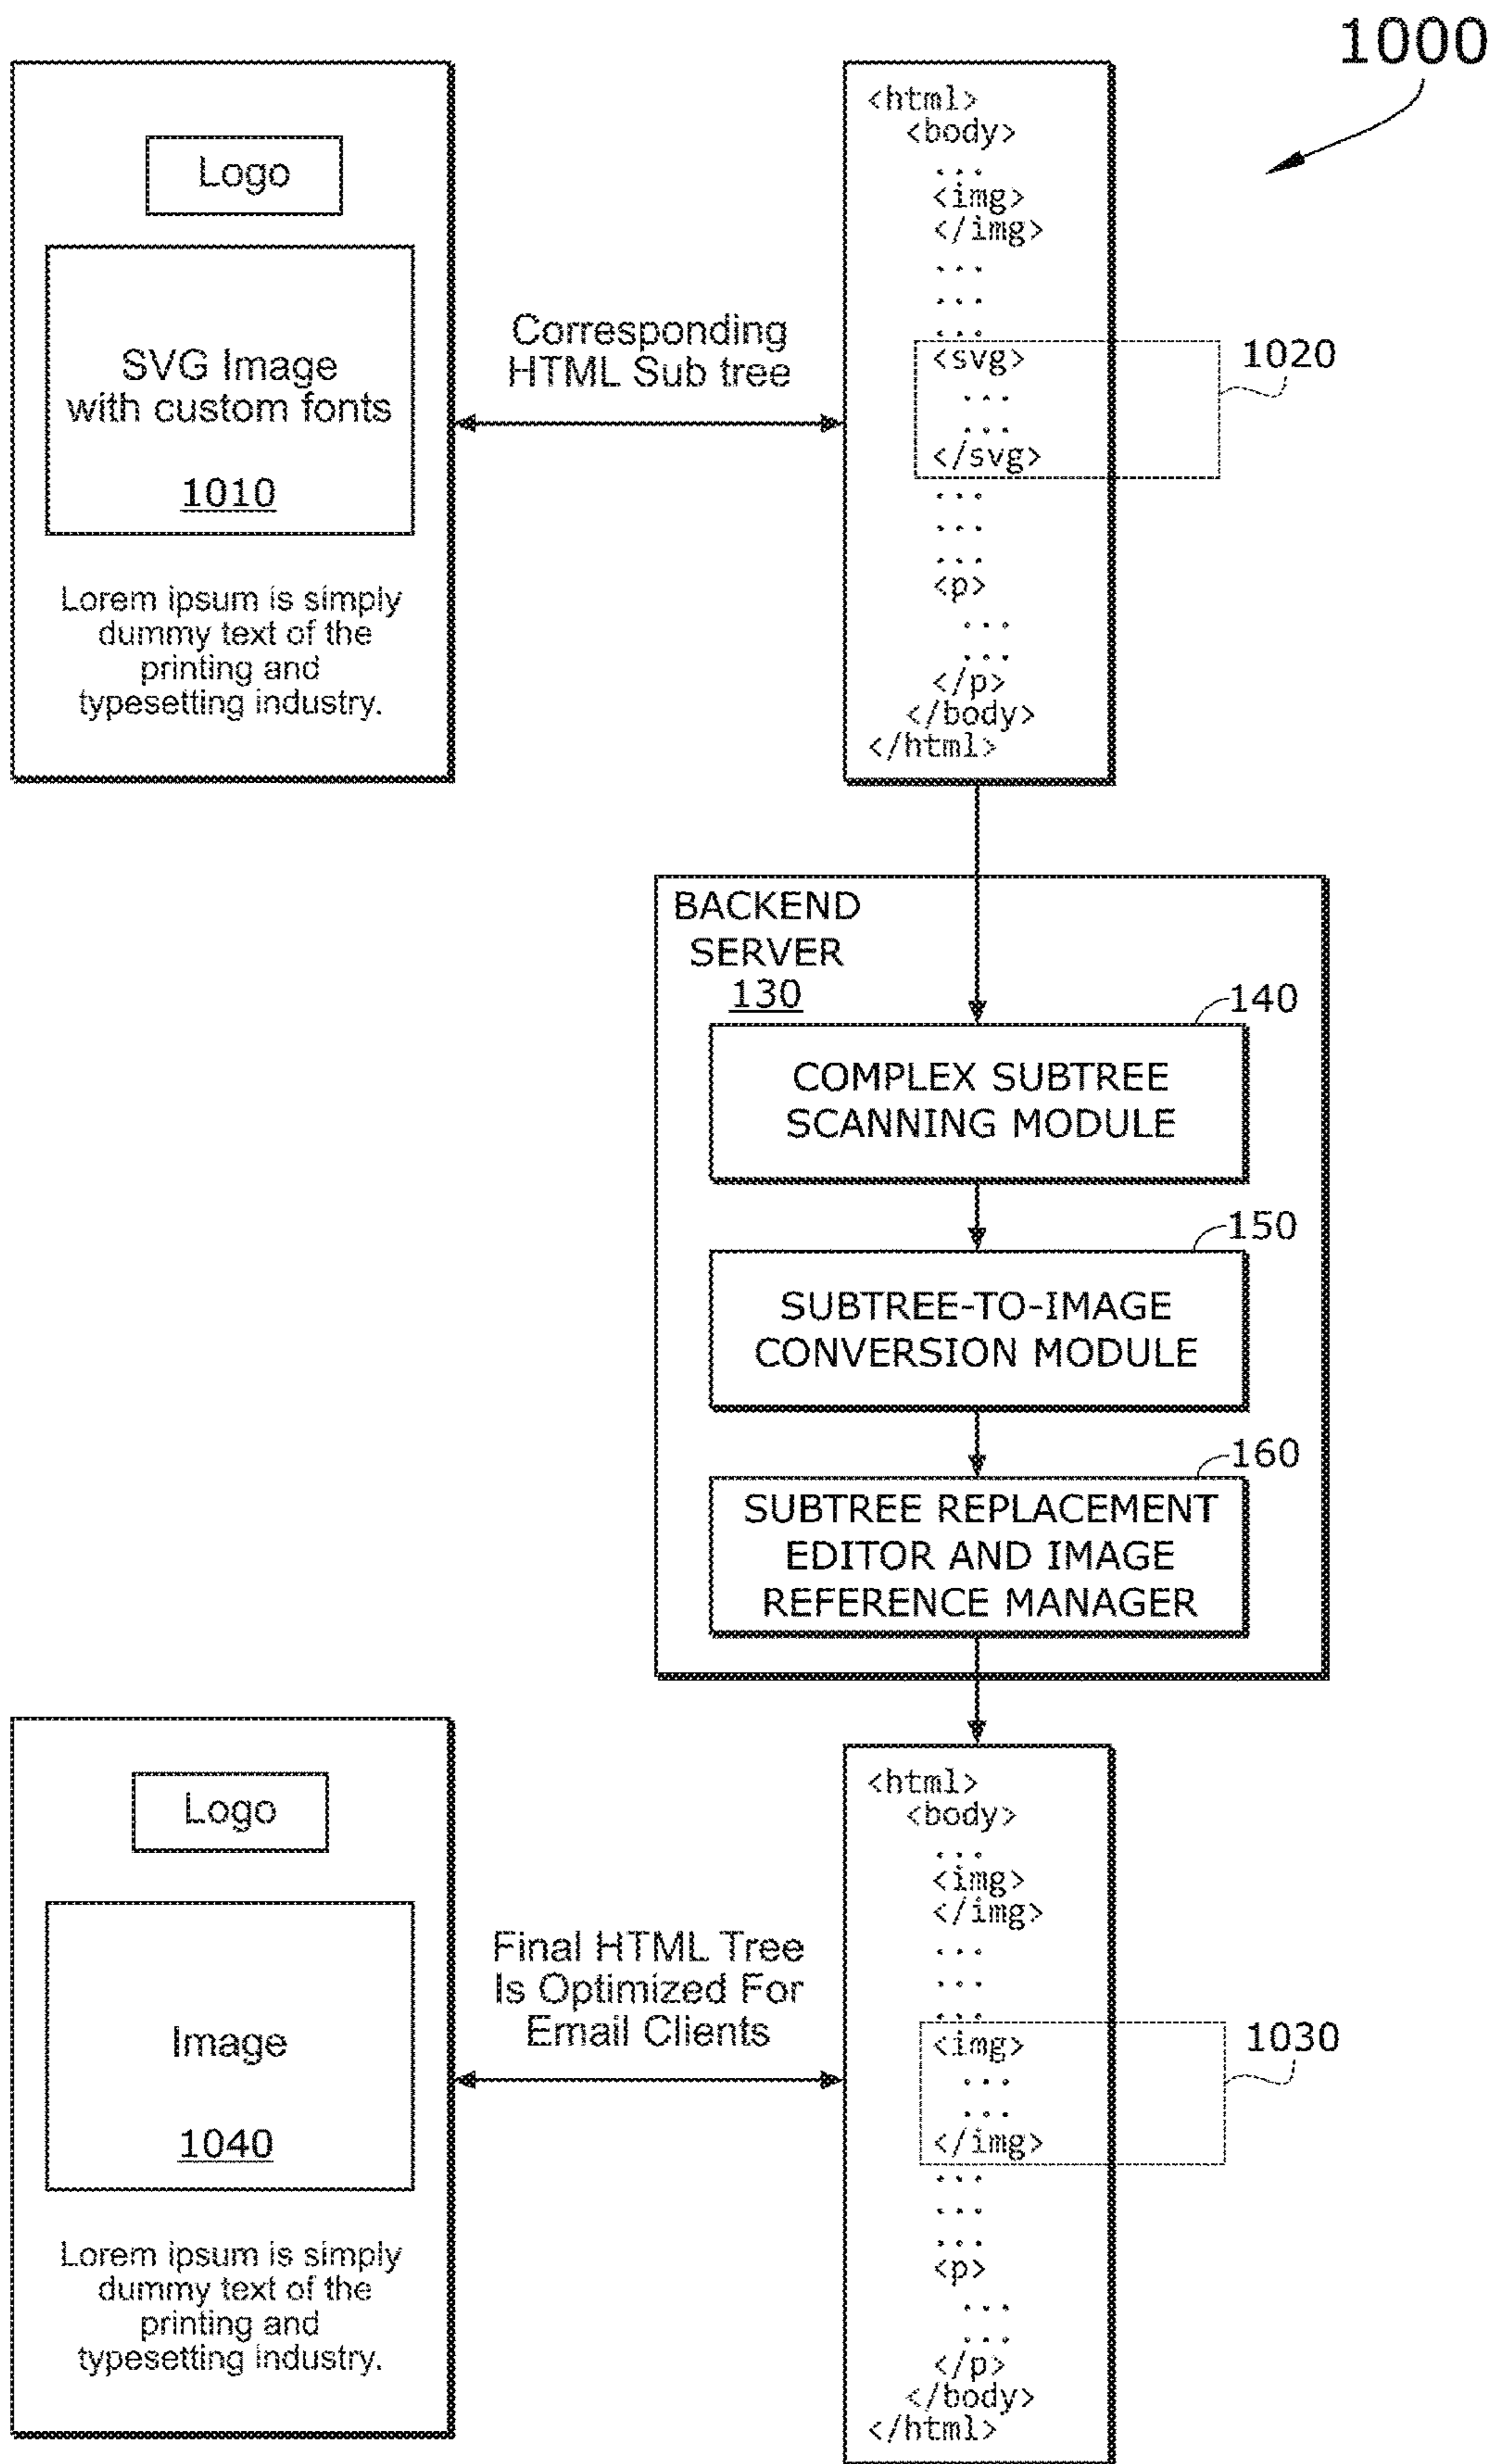 1000
Logo
SVG Image
with custom fonts
1010
Lorem ipsum is simply
dummy text of the
printing and
typesetting industry.
Corresponding
HTML Sub tree
<html>
<body>
...
<img>
</img>
...
...
...
<svg>
...
...
</svg>
...
...
...
<p>
...
...
</p>
</body>
</html>
1020
BACKEND
SERVER
130
140
COMPLEX SUBTREE
SCANNING MODULE
150
SUBTREE-TO-IMAGE
CONVERSION MODULE
160
SUBTREE REPLACEMENT
EDITOR AND IMAGE
REFERENCE MANAGER
Logo
Image
1040
Lorem ipsum is simply
dummy text of the
printing and
typesetting industry.
Final HTML Tree
Is Optimized For
Email Clients
<html>
<body>
...
<img>
</img>
...
...
...
<img>
...
...
</img>
...
...
...
<p>
...
...
</p>
</body>
</html>
1030